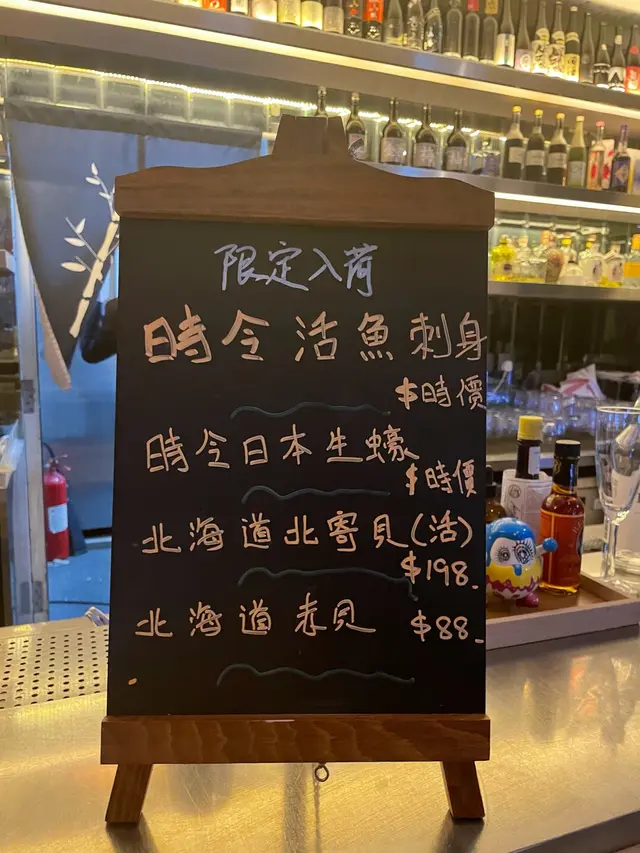 限定入荷
時令活魚刺身
$時價
時令日本生蠔
$時價
北海道北寄貝(活)
$198.
北海道赤貝 $88.